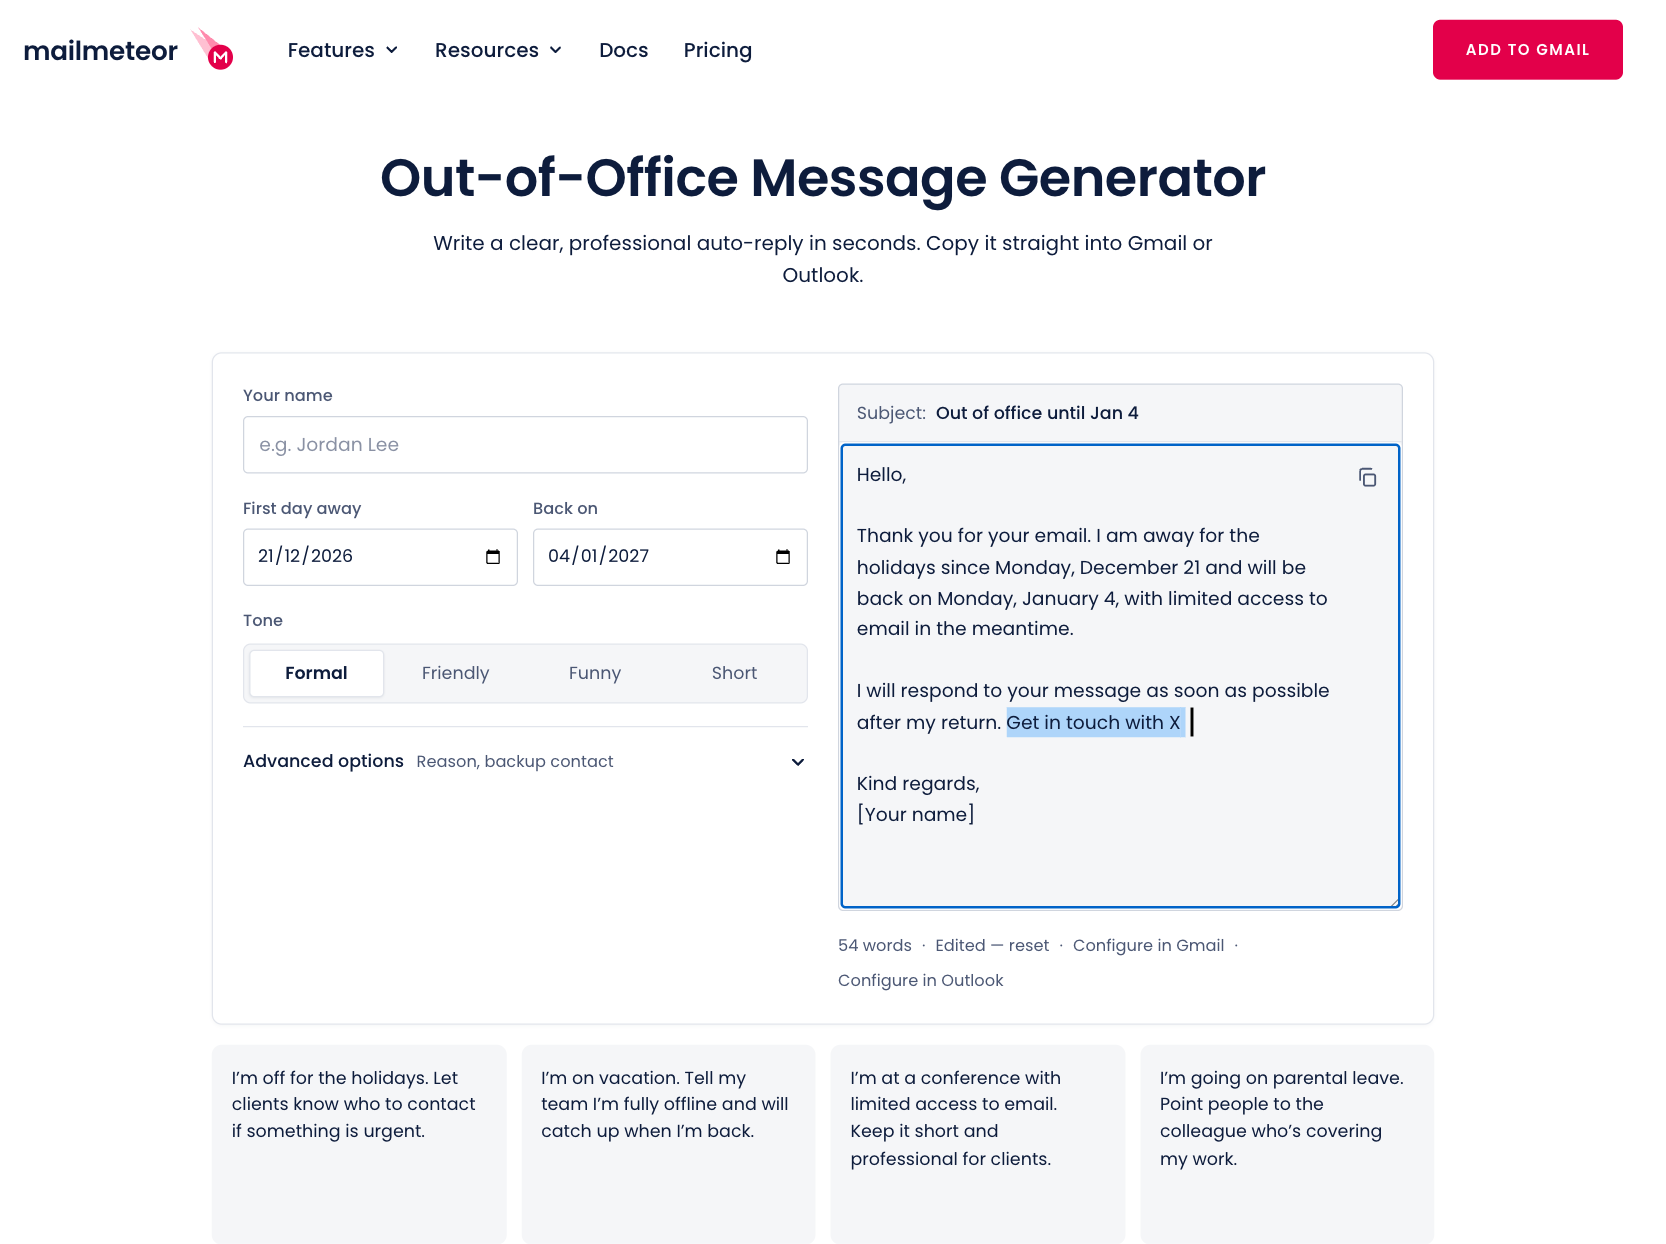 mailmeteor M Features Resources Docs Pricing ADD TO GMAIL
Out-of-Office Message Generator
Write a clear, professional auto-reply in seconds. Copy it straight into Gmail or
Outlook.
Your name
e.g. Jordan Lee
First day away Back on
21/12/2026 04/01/2027
Tone
Formal Friendly Funny Short
Advanced options Reason, backup contact
Subject: Out of office until Jan 4
Hello,
Thank you for your email. I am away for the
holidays since Monday, December 21 and will be
back on Monday, January 4, with limited access to
email in the meantime.
I will respond to your message as soon as possible
after my return. Get in touch with X
Kind regards,
[Your name]
54 words · Edited — reset · Configure in Gmail ·
Configure in Outlook
I’m off for the holidays. Let
clients know who to contact
if something is urgent.
I’m on vacation. Tell my
team I’m fully offline and will
catch up when I’m back.
I’m at a conference with
limited access to email.
Keep it short and
professional for clients.
I’m going on parental leave.
Point people to the
colleague who’s covering
my work.